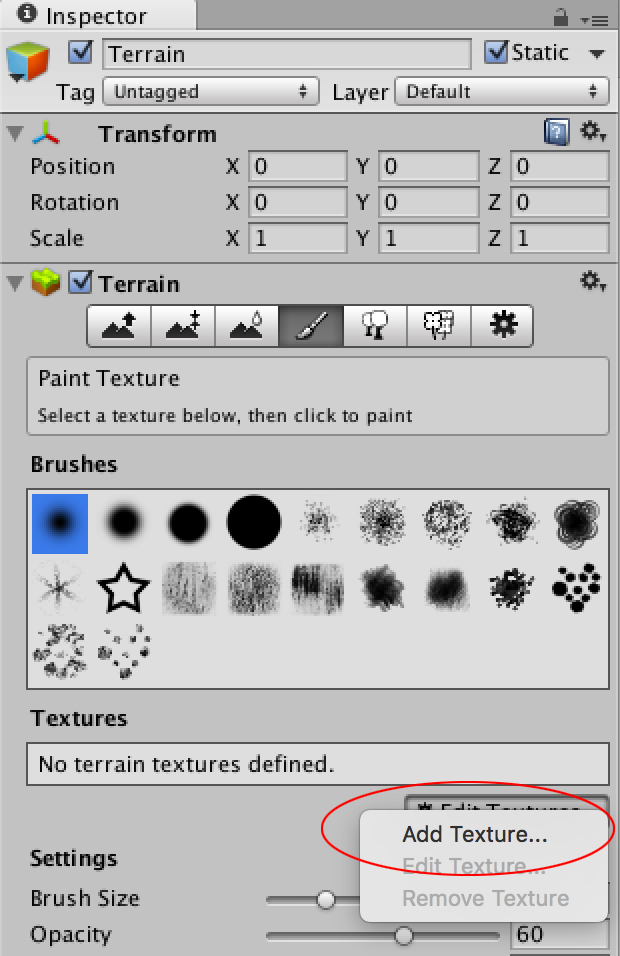 Inspector
Terrain Static
Tag Untagged Layer Default
Transform
Position X 0 Y 0 Z 0
Rotation X 0 Y 0 Z 0
Scale X 1 Y 1 Z 1
Terrain
Paint Texture
Select a texture below, then click to paint
Brushes
Textures
No terrain textures defined.
Edit Textures...
Add Texture...
Settings
Edit Texture...
Brush Size
Remove Texture
Opacity 60